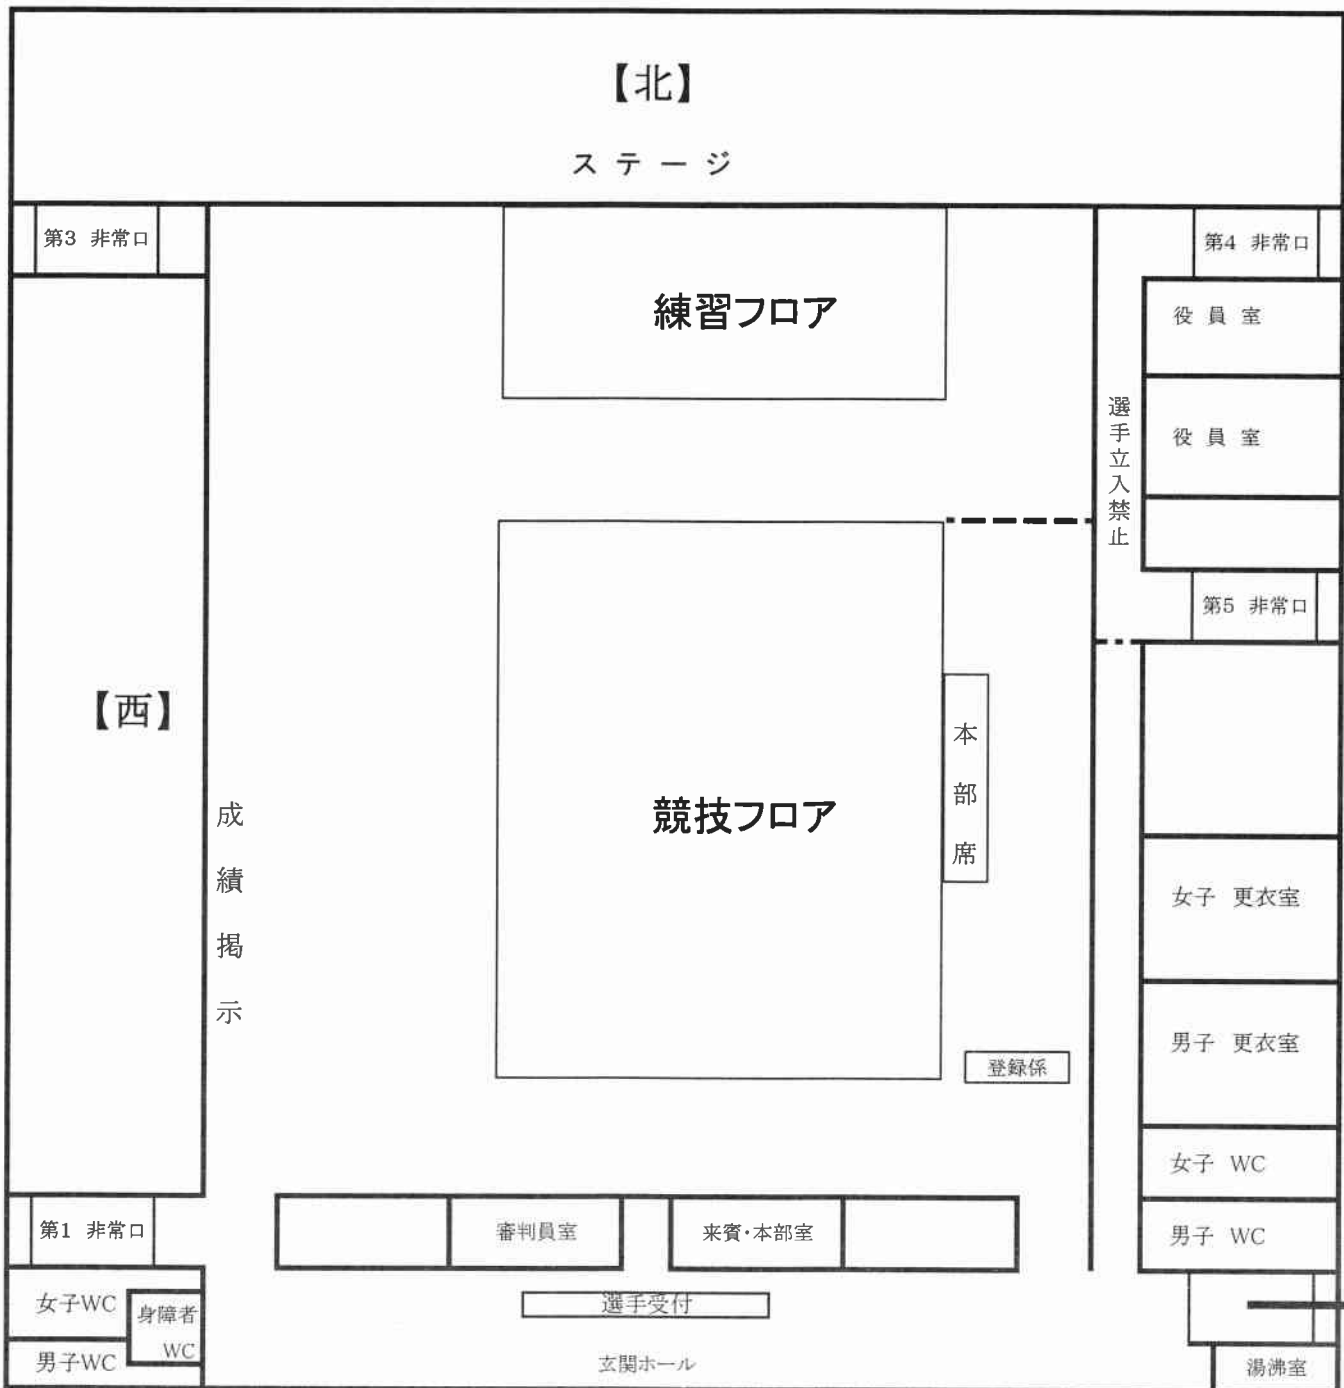 【北】
ステージ
第3 非常口
第4 非常口
練習フロア
役員室
選手立入禁止
役員室
第5 非常口
【西】
本部席
競技フロア
成績掲示
女子 更衣室
男子 更衣室
登録係
女子 WC
第1 非常口
審判員室
来賓・本部室
男子 WC
女子WC
身障者
WC
選手受付
男子WC
玄関ホール
湯沸室